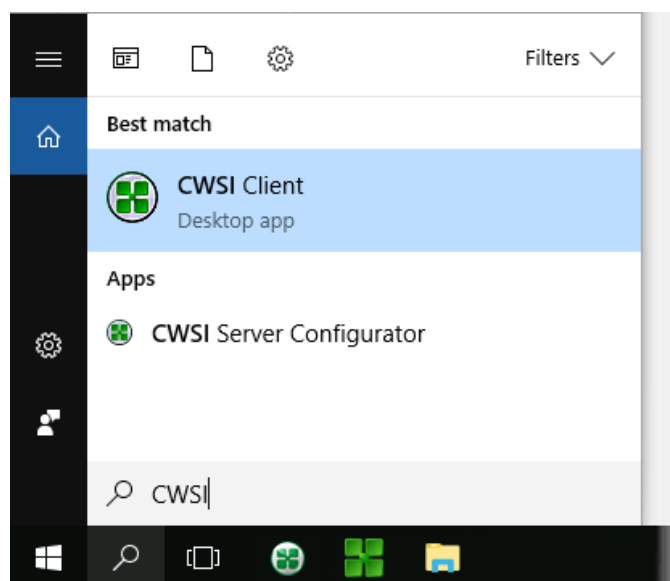 Filters
Best match
CWSI Client
Desktop app
Apps
CWSI Server Configurator
CWSI